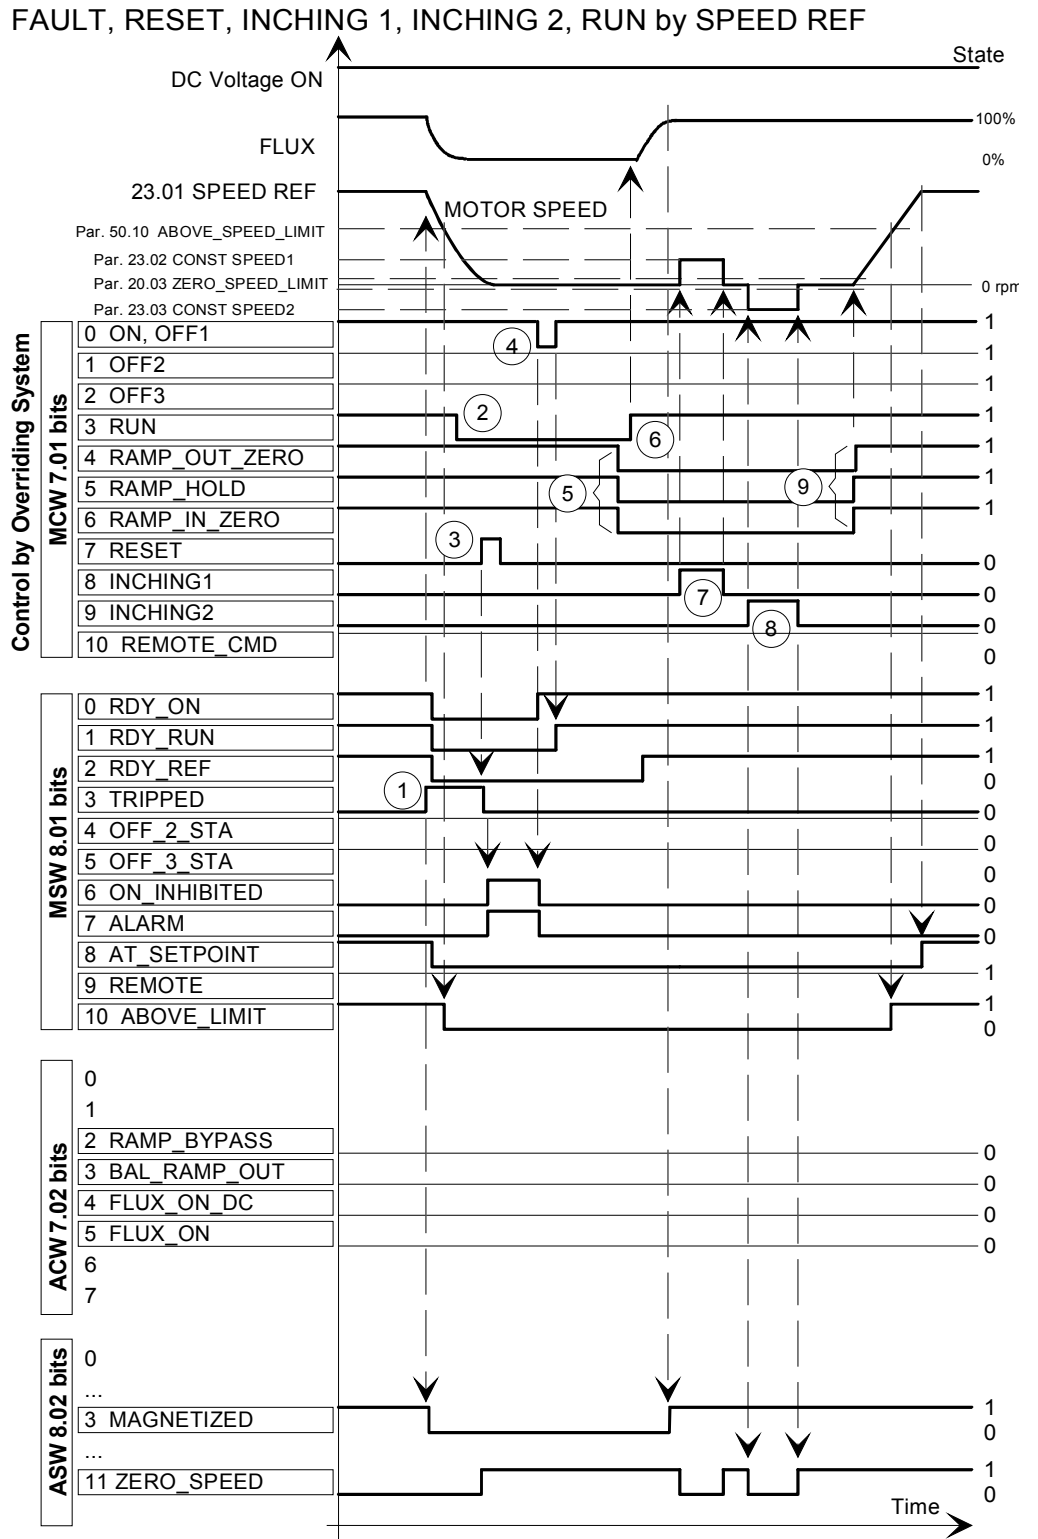 FAULT, RESET, INCHING 1, INCHING 2, RUN by SPEED REF
State
DC Voltage ON
100%
FLUX
0%
23.01 SPEED REF
MOTOR SPEED
Par. 50.10 ABOVE_SPEED_LIMIT
Par. 23.02 CONST SPEED1
Par. 20.03 ZERO_SPEED_LIMIT
0 rpm
Par. 23.03 CONST SPEED2
Control by Overriding System
MCW 7.01 bits
0 ON, OFF1 1
4
1 OFF2 1
2 OFF3 1
2
3 RUN 1
6
4 RAMP_OUT_ZERO 1
5 9
5 RAMP_HOLD 1
6 RAMP_IN_ZERO 1
3
7 RESET 0
8 INCHING1 0
7
9 INCHING2 0
8
10 REMOTE_CMD 0
MSW 8.01 bits
0 RDY_ON 1
1 RDY_RUN 1
2 RDY_REF 1
0
1
3 TRIPPED 0
4 OFF_2_STA 0
5 OFF_3_STA 0
6 ON_INHIBITED 0
7 ALARM 0
8 AT_SETPOINT
1
9 REMOTE
1
10 ABOVE_LIMIT 0
ACW 7.02 bits
0
1
2 RAMP_BYPASS 0
3 BAL_RAMP_OUT 0
4 FLUX_ON_DC 0
5 FLUX_ON 0
6
7
ASW 8.02 bits
0
...
1
3 MAGNETIZED 0
...
1
11 ZERO_SPEED 0
Time